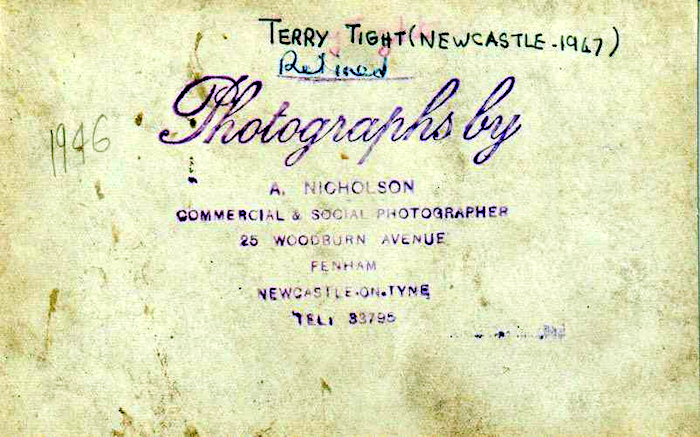 TERRY TIGHT (NEWCASTLE - 1947)
Retired
1946
Photographs by
A. NICHOLSON
COMMERCIAL & SOCIAL PHOTOGRAPHER
25 WOODBURN AVENUE
FENHAM
NEWCASTLE-ON-TYNE
TEL: 33795